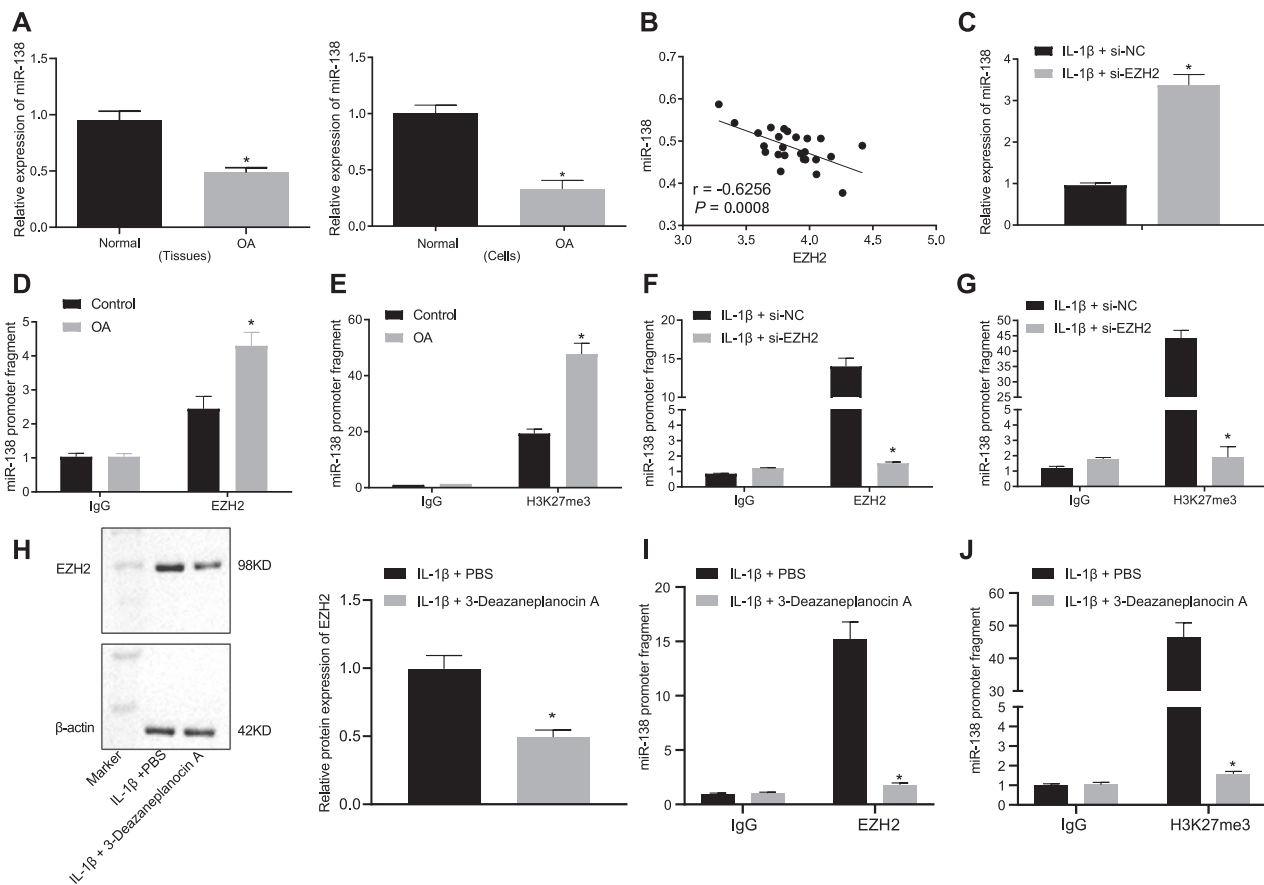 A
Relative expression of miR-138
1.5
1.0
0.5
0.0
*
Normal
OA
(Tissues)
Relative expression of miR-138
1.5
1.0
0.5
0.0
*
Normal
OA
(Cells)
B
miR-138
0.7
0.6
0.5
0.4
0.3
r = -0.6256
P = 0.0008
3.0
3.5
4.0
4.5
5.0
EZH2
C
IL-1β + si-NC
IL-1β + si-EZH2
Relative expression of miR-138
4
3
2
1
0
*
D
Control
OA
miR-138 promoter fragment
5
4
3
2
1
0
*
IgG
EZH2
E
Control
OA
miR-138 promoter fragment
60
40
20
0
*
IgG
H3K27me3
F
IL-1β + si-NC
IL-1β + si-EZH2
miR-138 promoter fragment
20
15
10
5
4
3
2
1
0
*
IgG
EZH2
G
IL-1β + si-NC
IL-1β + si-EZH2
miR-138 promoter fragment
50
45
40
35
30
25
5
4
3
2
1
0
*
IgG
H3K27me3
H
EZH2
98KD
β-actin
42KD
Marker
IL-1β +PBS
IL-1β + 3-Deazaneplanocin A
IL-1β + PBS
IL-1β + 3-Deazaneplanocin A
Relative protein expression of EZH2
1.5
1.0
0.5
0.0
*
I
IL-1β + PBS
IL-1β + 3-Deazaneplanocin A
miR-138 promoter fragment
20
15
10
5
0
*
IgG
EZH2
J
IL-1β + PBS
IL-1β + 3-Deazaneplanocin A
miR-138 promoter fragment
60
50
40
30
5
4
3
2
1
0
*
IgG
H3K27me3